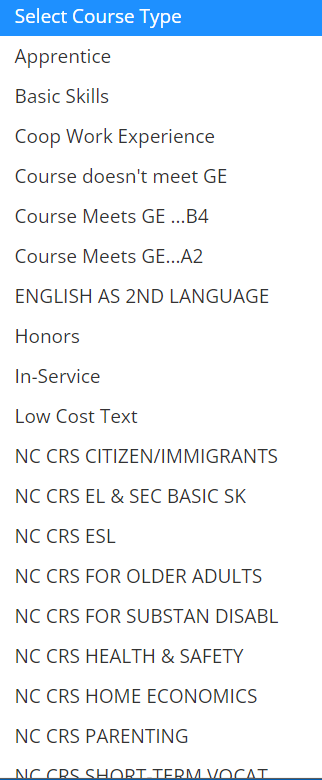 Select Course Type
Apprentice
Basic Skills
Coop Work Experience
Course doesn't meet GE
Course Meets GE ...B4
Course Meets GE...A2
ENGLISH AS 2ND LANGUAGE
Honors
In-Service
Low Cost Text
NC CRS CITIZEN/IMMIGRANTS
NC CRS EL & SEC BASIC SK
NC CRS ESL
NC CRS FOR OLDER ADULTS
NC CRS FOR SUBSTAN DISABL
NC CRS HEALTH & SAFETY
NC CRS HOME ECONOMICS
NC CRS PARENTING
NC CRS SHORT-TERM VOCAT